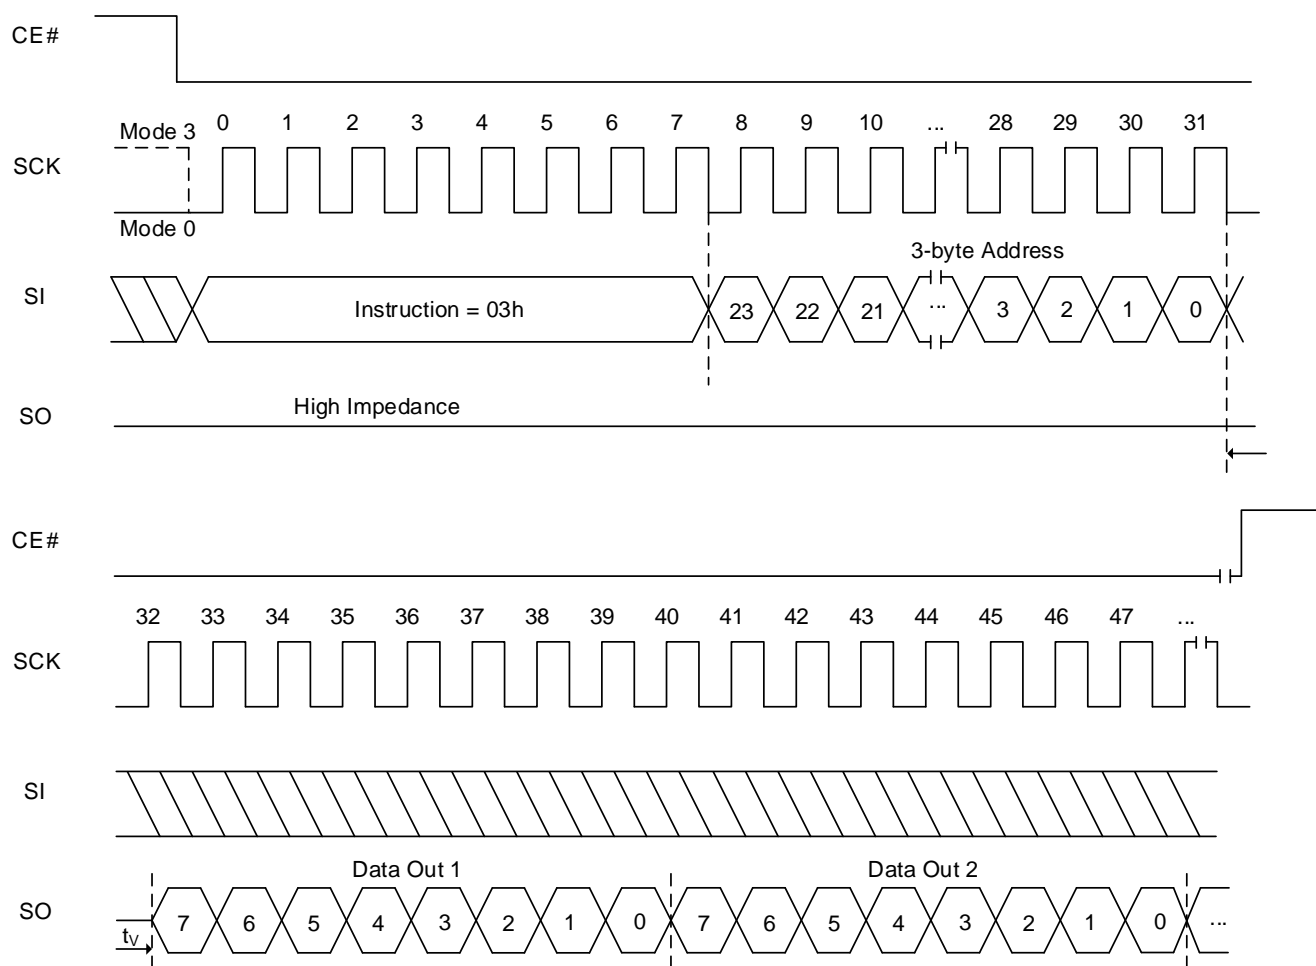 CE#
Mode 3 0 1 2 3 4 5 6 7 8 9 10 ... 28 29 30 31
SCK
Mode 0
3-byte Address
SI Instruction = 03h 23 22 21 ... 3 2 1 0
High Impedance
SO
CE#
32 33 34 35 36 37 38 39 40 41 42 43 44 45 46 47 ...
SCK
SI
Data Out 1 Data Out 2
SO 7 6 5 4 3 2 1 0 7 6 5 4 3 2 1 0 ...
tV